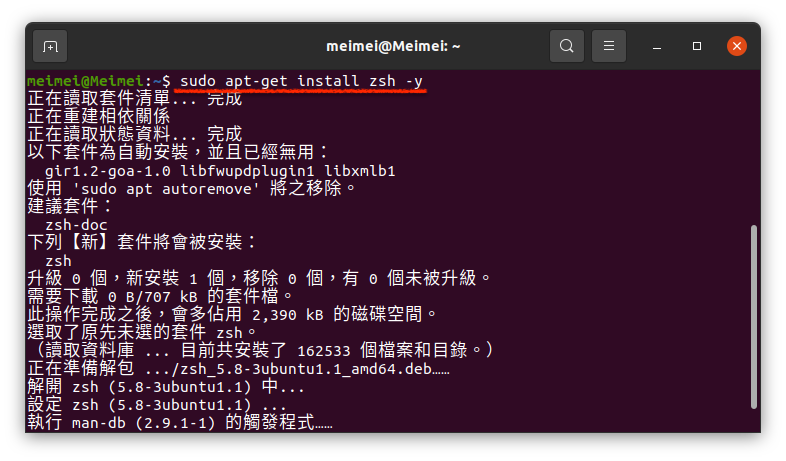 meimei@Meimei: ~
meimei@Meimei:~$ sudo apt-get install zsh -y
正在讀取套件清單... 完成
正在重建相依關係
正在讀取狀態資料... 完成
以下套件為自動安裝，並且已經無用：
  gir1.2-goa-1.0 libfwupdplugin1 libxmlb1
使用 'sudo apt autoremove' 將之移除。
建議套件：
  zsh-doc
下列【新】套件將會被安裝：
  zsh
升級 0 個，新安裝 1 個，移除 0 個，有 0 個未被升級。
需要下載 0 B/707 kB 的套件檔。
此操作完成之後，會多佔用 2,390 kB 的磁碟空間。
選取了原先未選的套件 zsh。
（讀取資料庫 ... 目前共安裝了 162533 個檔案和目錄。）
正在準備解包 .../zsh_5.8-3ubuntu1.1_amd64.deb……
解開 zsh (5.8-3ubuntu1.1) 中...
設定 zsh (5.8-3ubuntu1.1) ...
執行 man-db (2.9.1-1) 的觸發程式……